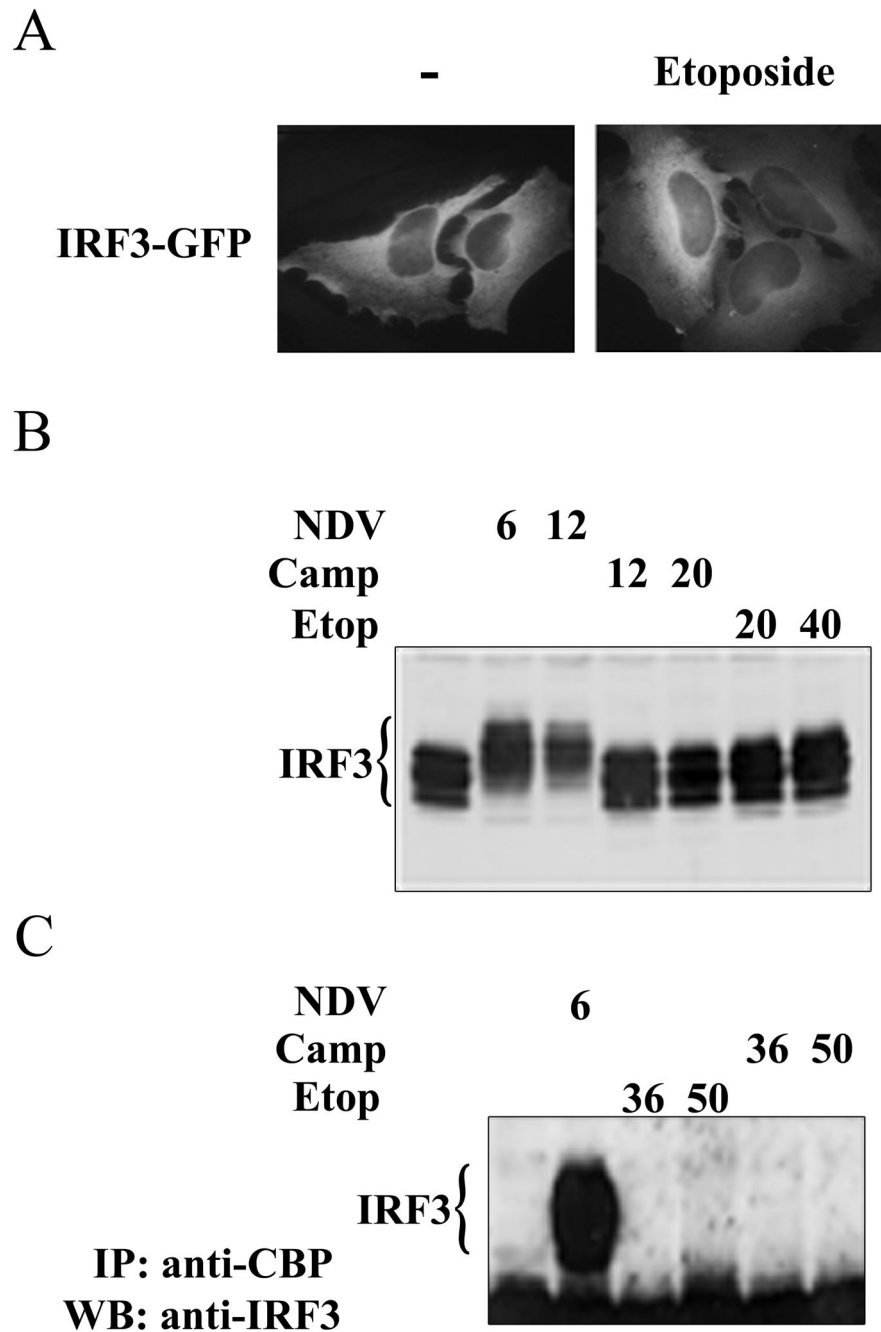 A
- Etoposide
IRF3-GFP
B
NDV 6 12
Camp 12 20
Etop 20 40
IRF3
C
NDV 6
Camp 36 50
Etop 36 50
IRF3
IP: anti-CBP
WB: anti-IRF3